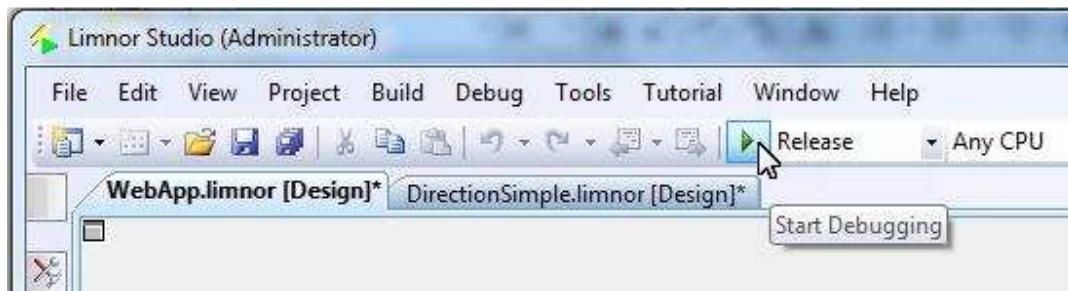 Limnor Studio (Administrator)
File Edit View Project Build Debug Tools Tutorial Window Help
Release Any CPU
WebApp.limnor [Design]* DirectionSimple.limnor [Design]*
Start Debugging